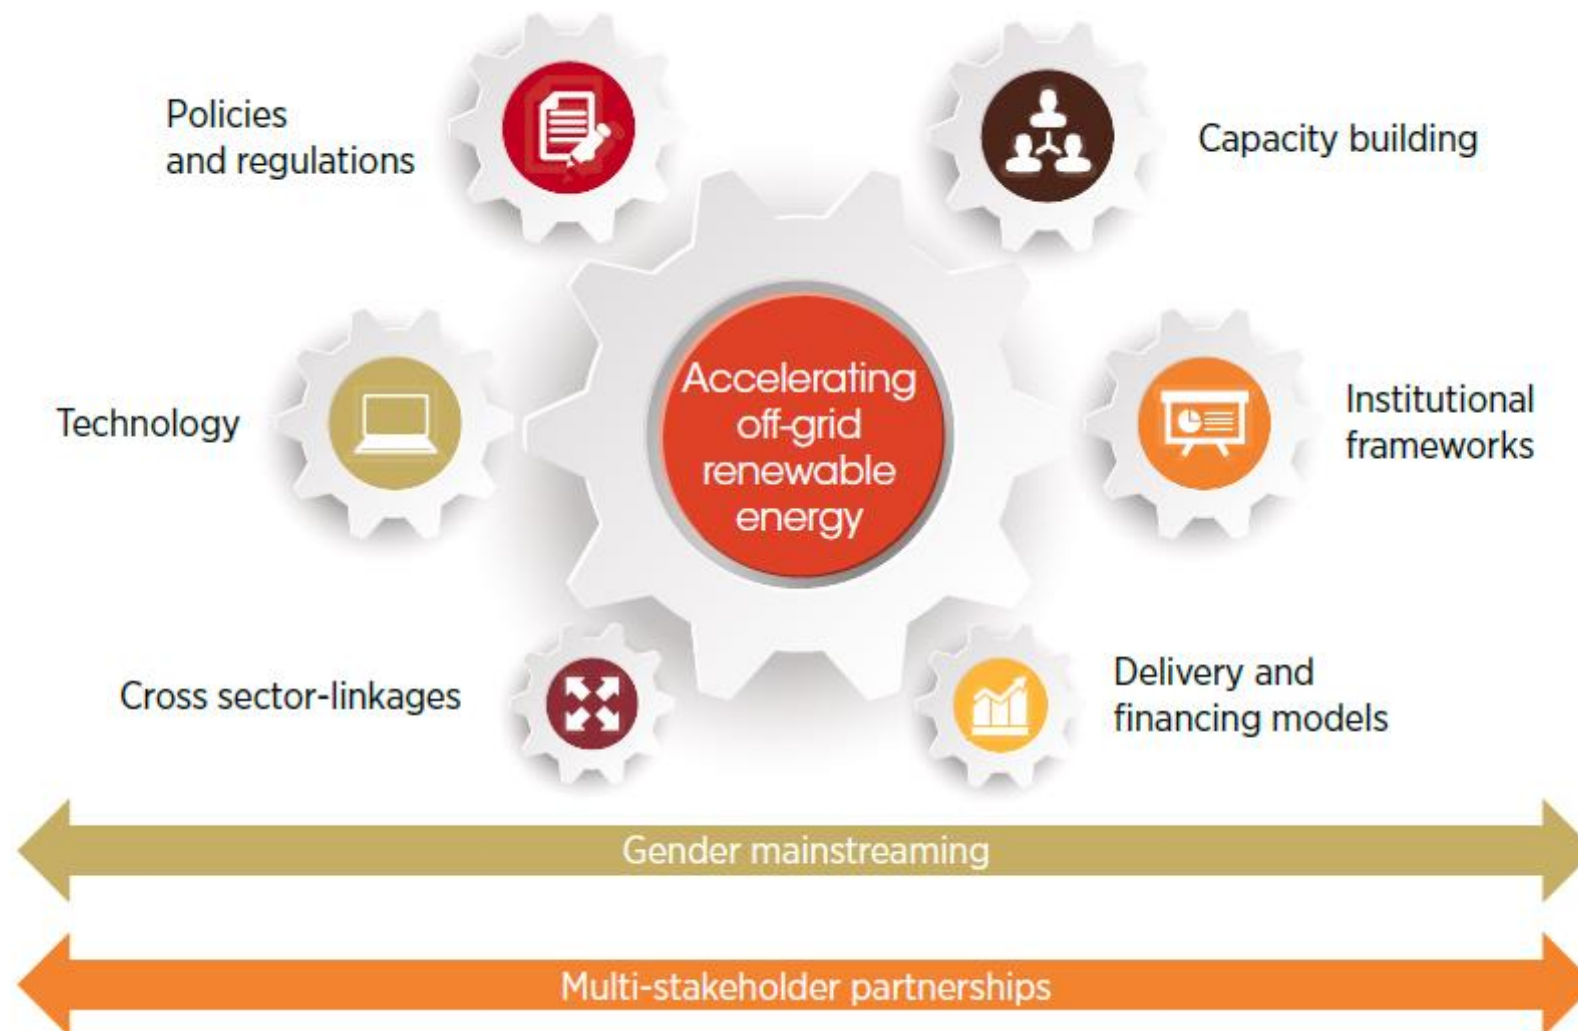 Policies
and regulations
Capacity building
Technology
Accelerating
off-grid
renewable
energy
Institutional
frameworks
Cross sector-linkages
Delivery and
financing models
Gender mainstreaming
Multi-stakeholder partnerships